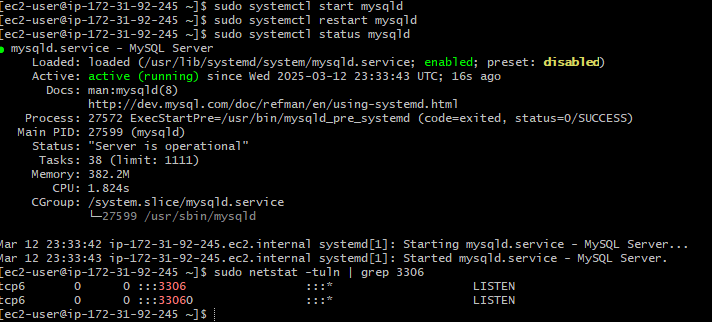 [ec2-user@ip-172-31-92-245 ~]$ sudo systemctl start mysqld
[ec2-user@ip-172-31-92-245 ~]$ sudo systemctl restart mysqld
[ec2-user@ip-172-31-92-245 ~]$ sudo systemctl status mysqld
● mysqld.service - MySQL Server
     Loaded: loaded (/usr/lib/systemd/system/mysqld.service; enabled; preset: disabled)
     Active: active (running) since Wed 2025-03-12 23:33:43 UTC; 16s ago
       Docs: man:mysqld(8)
             http://dev.mysql.com/doc/refman/en/using-systemd.html
    Process: 27572 ExecStartPre=/usr/bin/mysqld_pre_systemd (code=exited, status=0/SUCCESS)
   Main PID: 27599 (mysqld)
     Status: "Server is operational"
      Tasks: 38 (limit: 1111)
     Memory: 382.2M
        CPU: 1.824s
     CGroup: /system.slice/mysqld.service
             └─27599 /usr/sbin/mysqld
Mar 12 23:33:42 ip-172-31-92-245.ec2.internal systemd[1]: Starting mysqld.service - MySQL Server...
Mar 12 23:33:43 ip-172-31-92-245.ec2.internal systemd[1]: Started mysqld.service - MySQL Server.
[ec2-user@ip-172-31-92-245 ~]$ sudo netstat -tuln | grep 3306
tcp6       0      0 :::3306                 :::*                    LISTEN
tcp6       0      0 :::33060                :::*                    LISTEN
[ec2-user@ip-172-31-92-245 ~]$